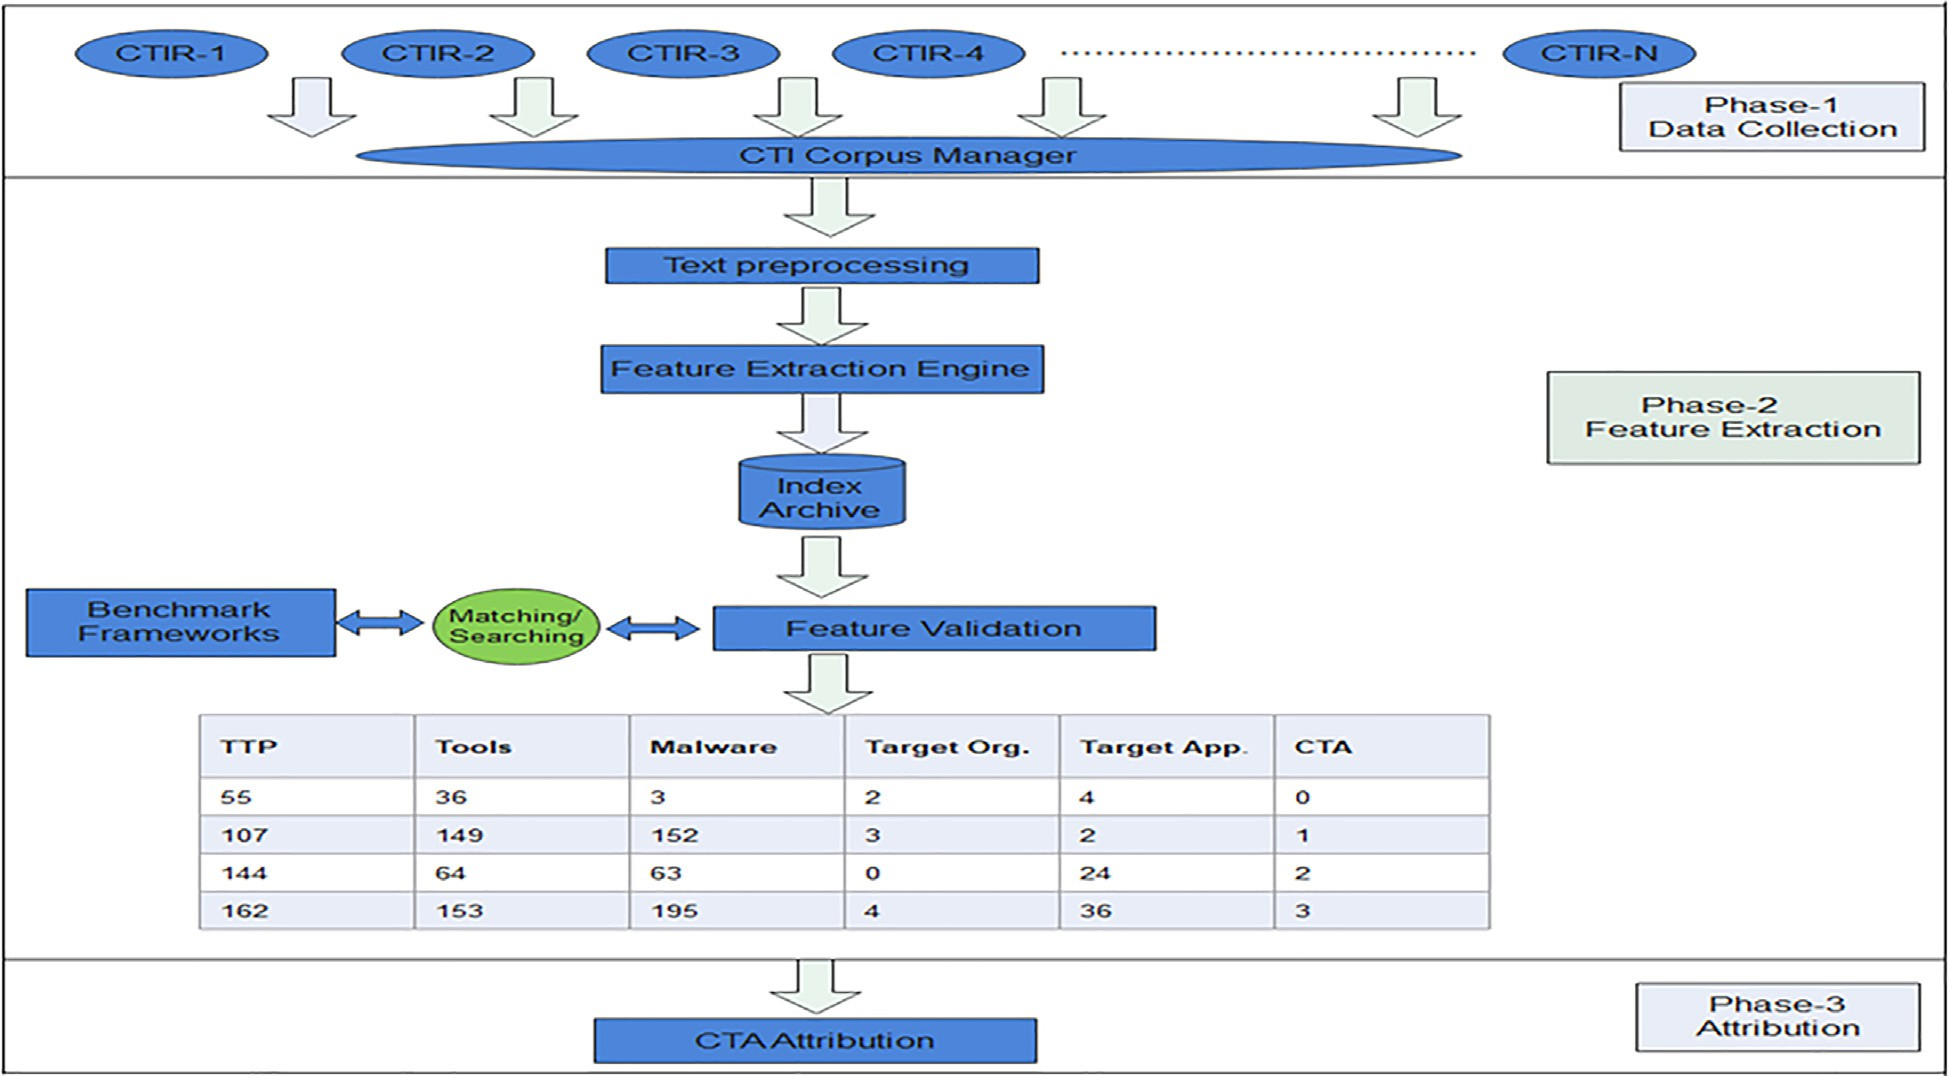 CTIR-1 CTIR-2 CTIR-3 CTIR-4 CTIR-N
Phase-1
Data Collection
CTI Corpus Manager
Text preprocessing
Feature Extraction Engine
Phase-2
Feature Extraction
Index
Archive
Benchmark
Frameworks
Matching/
Searching
Feature Validation
TTP Tools Malware Target Org. Target App. CTA
55 36 3 2 4 0
107 149 152 3 2 1
144 64 63 0 24 2
162 153 195 4 36 3
Phase-3
Attribution
CTA Attribution